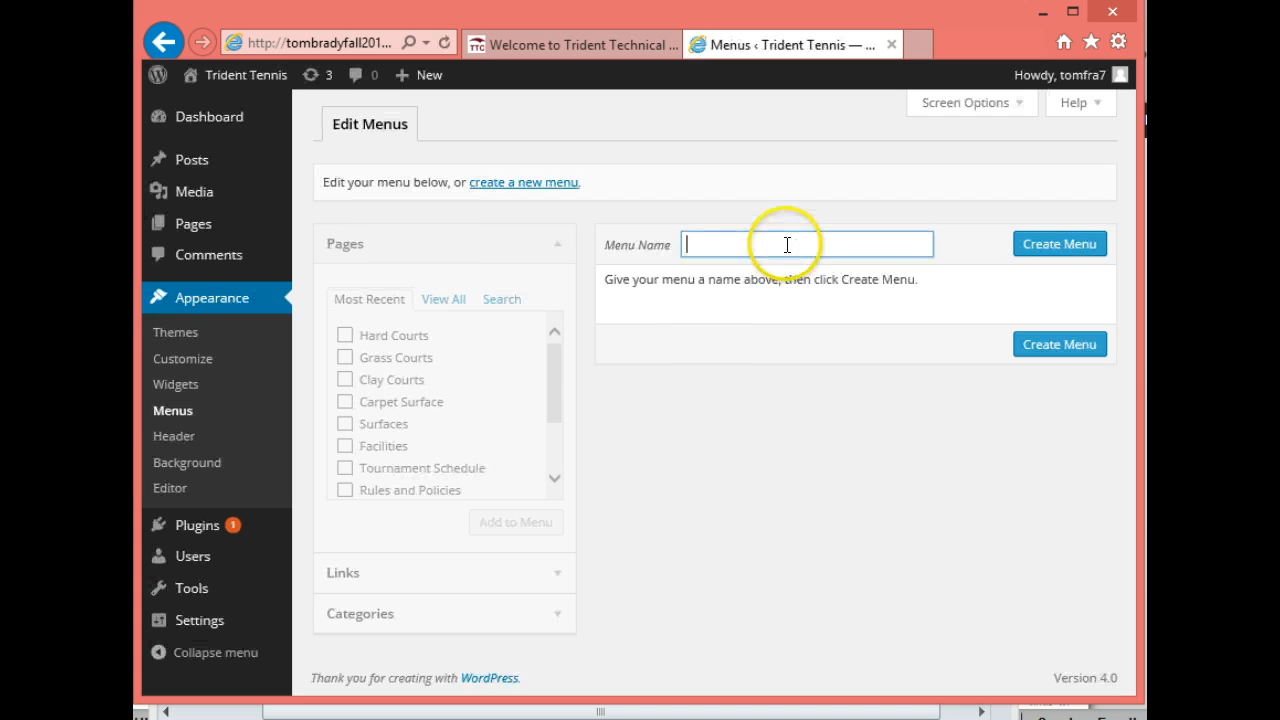 http://tombradyfall201...
TTC Welcome to Trident Technical ...
Menus ‹ Trident Tennis — ...
Trident Tennis
3
0
New
Howdy, tomfra7
Dashboard
Posts
Media
Pages
Comments
Appearance
Themes
Customize
Widgets
Menus
Header
Background
Editor
Plugins 1
Users
Tools
Settings
Collapse menu
Screen Options
Help
Edit Menus
Edit your menu below, or create a new menu.
Pages
Most Recent View All Search
Hard Courts
Grass Courts
Clay Courts
Carpet Surface
Surfaces
Facilities
Tournament Schedule
Rules and Policies
Add to Menu
Links
Categories
Menu Name
Create Menu
Give your menu a name above, then click Create Menu.
Create Menu
Thank you for creating with WordPress.
Version 4.0